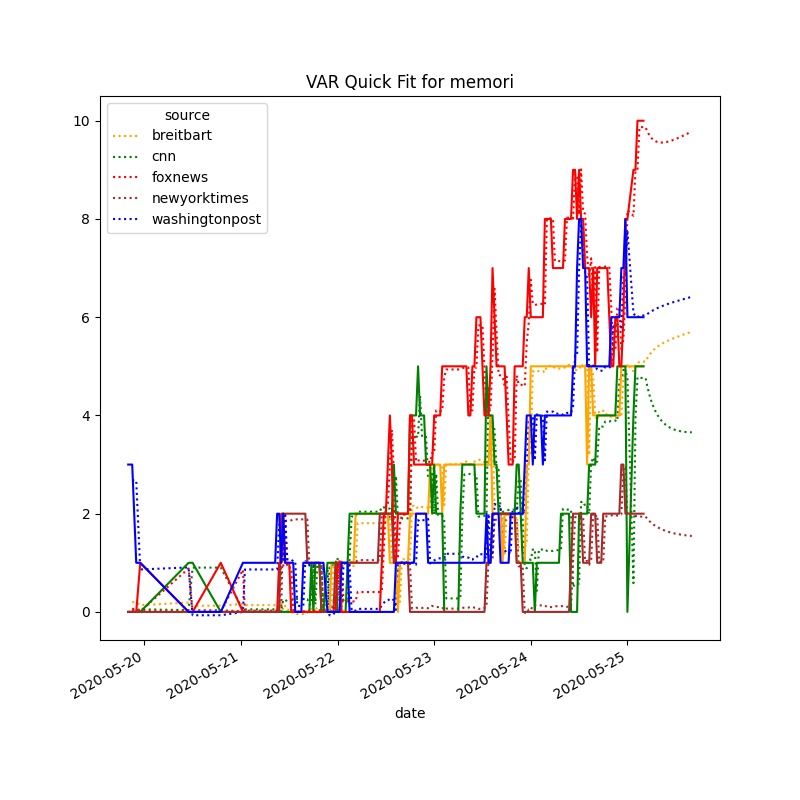 VAR Quick Fit for memori
source
breitbart
cnn
foxnews
newyorktimes
washingtonpost
10
8
6
4
2
0
2020-05-20
2020-05-21
2020-05-22
2020-05-23
2020-05-24
2020-05-25
date